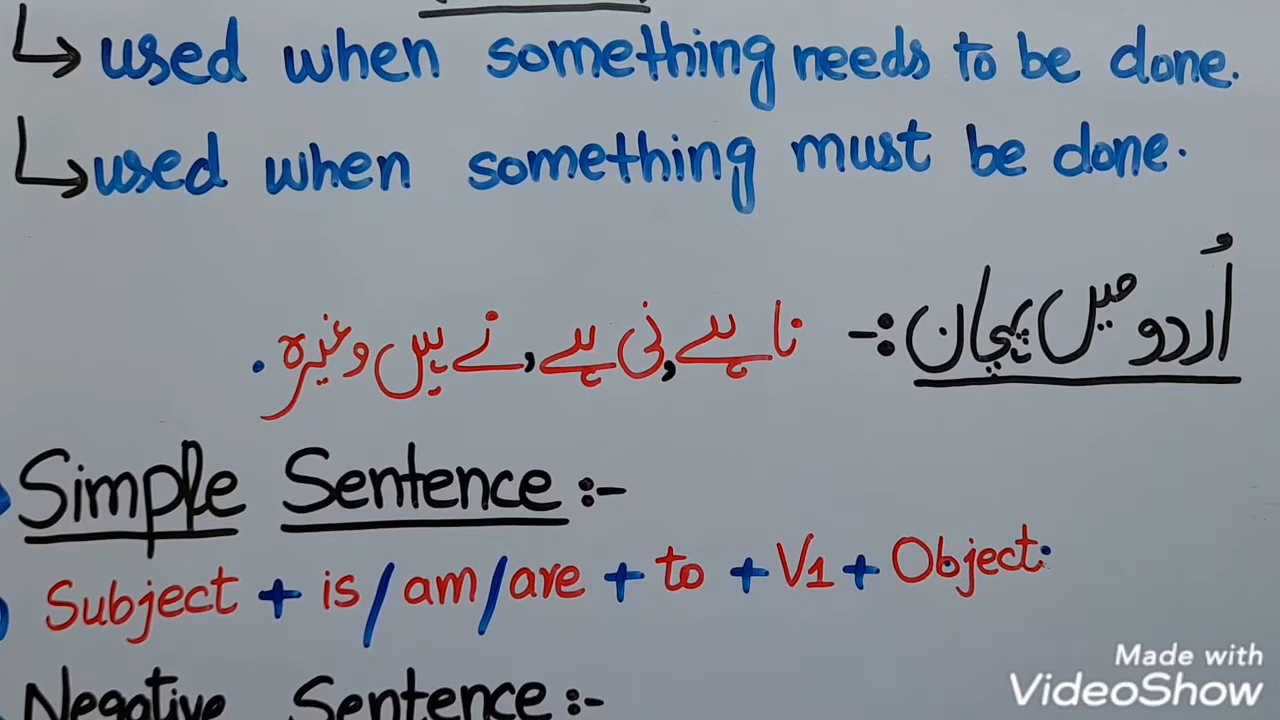 ↳ used when something needs to be done.
↳ used when something must be done.
اُردو میں پہچان :- نا ہے, نی ہے, نے ہیں وغیرہ.
Simple Sentence :-
Subject + is/am/are + to + V1 + Object.
Negative Sentence :-
Made with
VideoShow